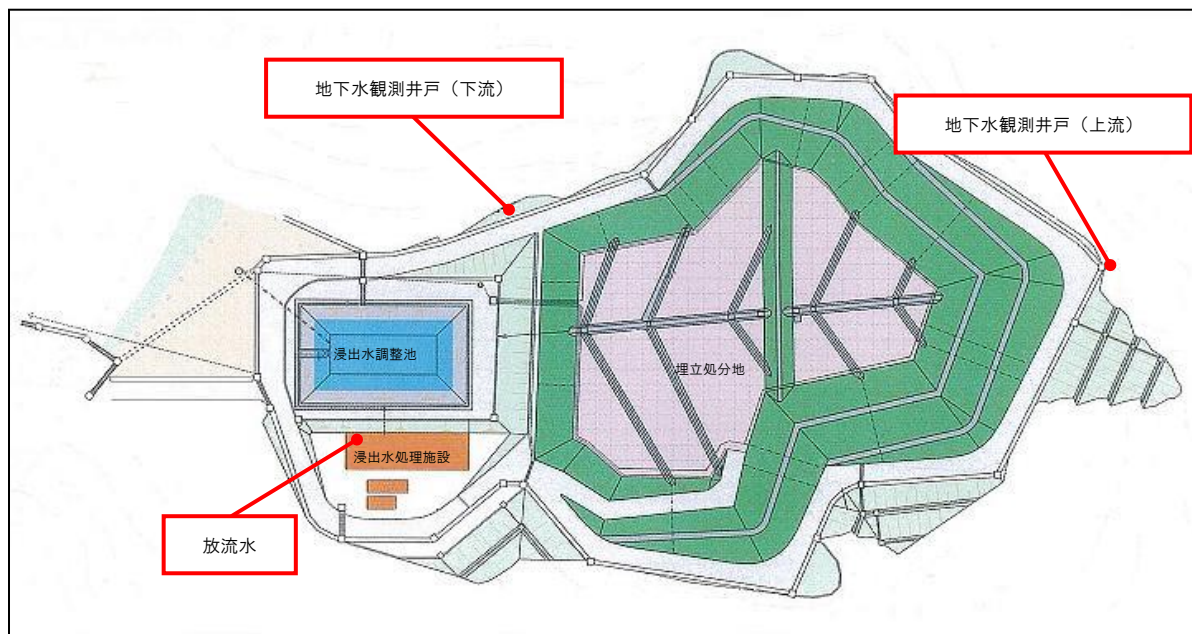 地下水観測井戸（下流）
地下水観測井戸（上流）
浸出水調整池
埋立処分地
浸出水処理施設
放流水